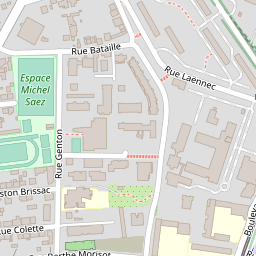 Rue Bataille
Rue Laennec
Espace
Michel
Saez
Rue Genton
ston Brissac
ue Colette
Berthe Morisot
Boulev